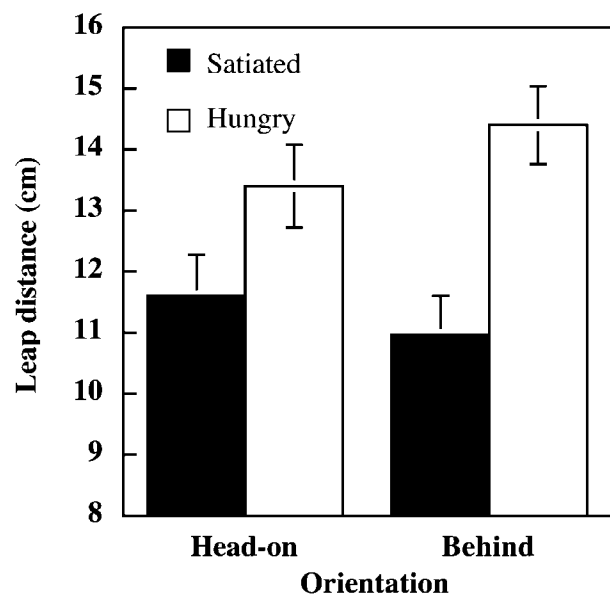 16
15
14
13
12
11
10
9
8
Leap distance (cm)
Satiated
Hungry
Head-on
Behind
Orientation